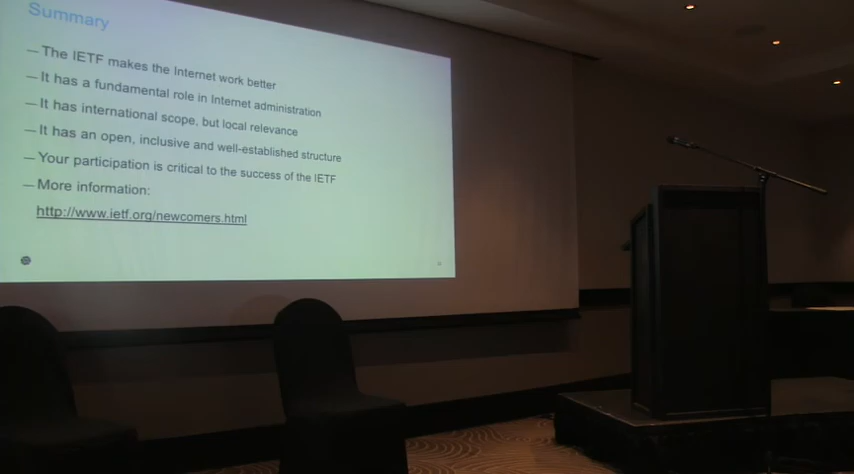 Summary
— The IETF makes the Internet work better
— It has a fundamental role in Internet administration
— It has international scope, but local relevance
— It has an open, inclusive and well-established structure
— Your participation is critical to the success of the IETF
— More information:
http://www.ietf.org/newcomers.html